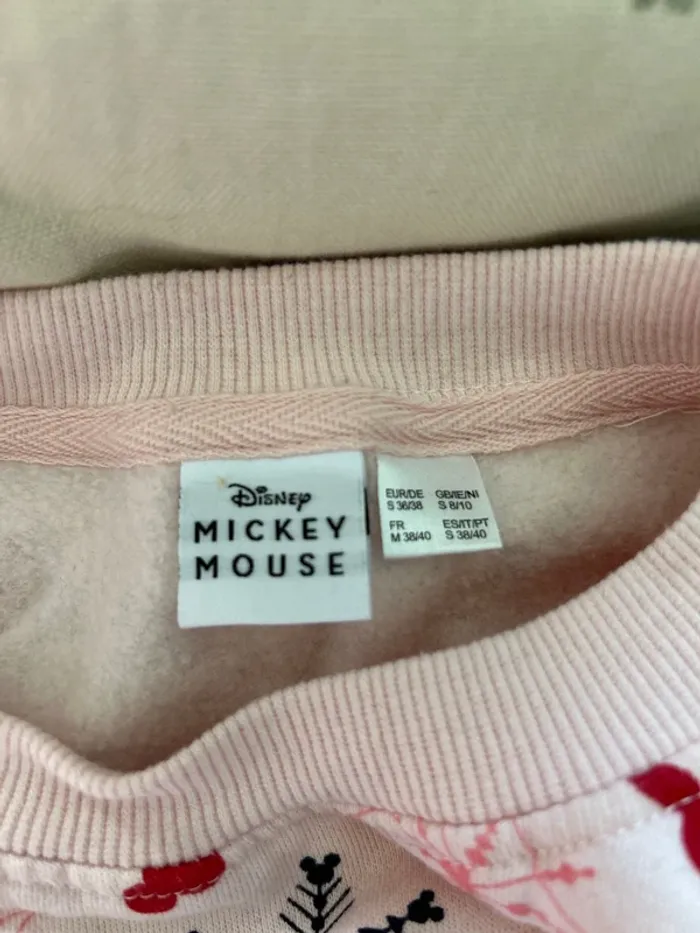 Disney
MICKEY
MOUSE
EUR/DE GB/IE/NI
S 36/38 S 8/10
FR ES/IT/PT
M 38/40 S 38/40